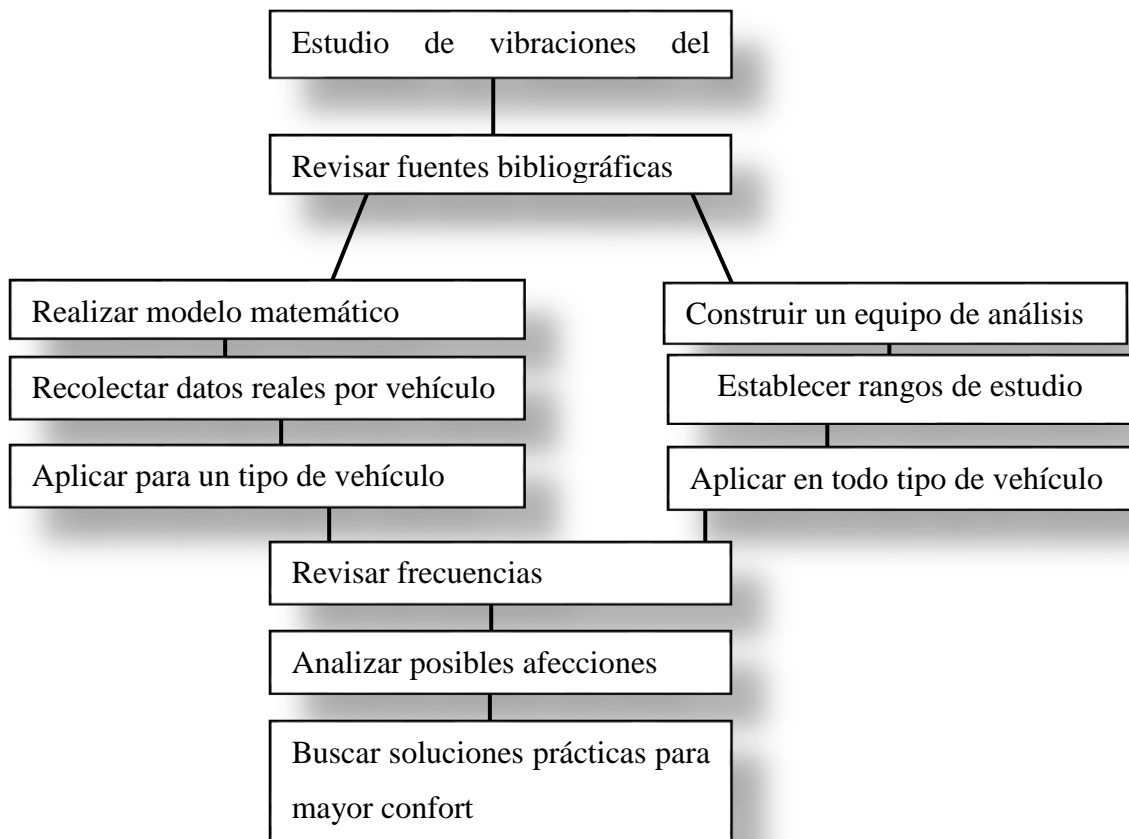 Estudio de vibraciones del
Revisar fuentes bibliográficas
Realizar modelo matemático
Recolectar datos reales por vehículo
Aplicar para un tipo de vehículo
Construir un equipo de análisis
Establecer rangos de estudio
Aplicar en todo tipo de vehículo
Revisar frecuencias
Analizar posibles afecciones
Buscar soluciones prácticas para
mayor confort